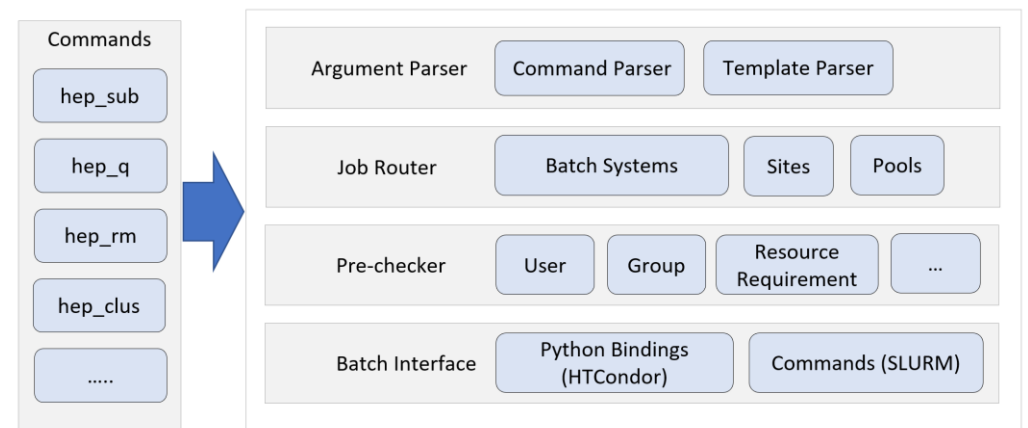 Commands
hep_sub
hep_q
hep_rm
hep_clus
.....
Argument Parser
Command Parser
Template Parser
Job Router
Batch Systems
Sites
Pools
Pre-checker
User
Group
Resource
Requirement
...
Batch Interface
Python Bindings
(HTCondor)
Commands (SLURM)